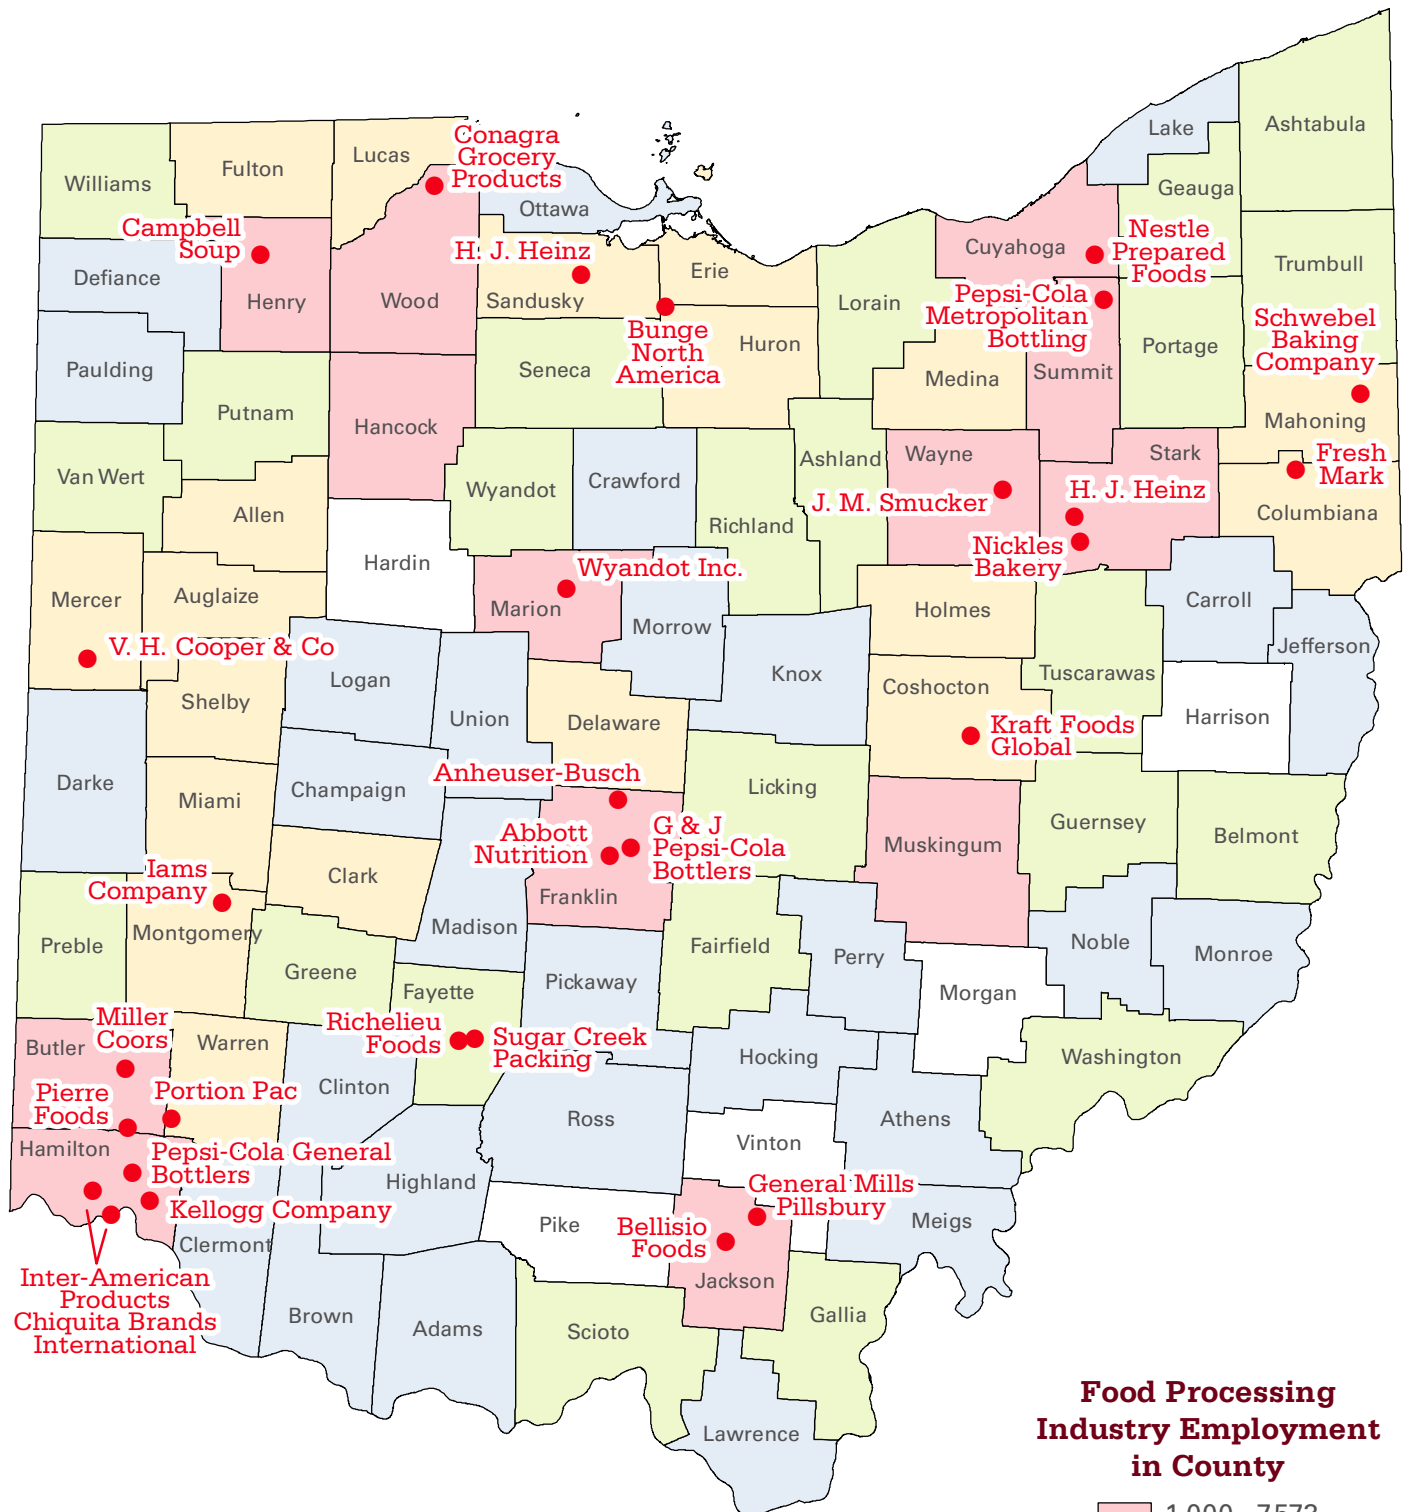 Lake
Ashtabula
Conagra
Grocery
Products
Lucas
Fulton
Williams
Geauga
Ottawa
Campbell
Soup
Cuyahoga
Nestle
Prepared
Foods
H. J. Heinz
Erie
Trumbull
Defiance
Henry
Wood
Sandusky
Lorain
Pepsi-Cola
Metropolitan
Bottling
Schwebel
Baking
Company
Bunge
North
America
Huron
Portage
Paulding
Seneca
Medina
Summit
Putnam
Hancock
Mahoning
Van Wert
Wyandot
Crawford
Ashland
Wayne
Stark
Fresh
Mark
H. J. Heinz
J. M. Smucker
Allen
Richland
Columbiana
Hardin
Nickles
Bakery
Wyandot Inc.
Mercer
Auglaize
Marion
Holmes
Carroll
Morrow
V. H. Cooper & Co
Jefferson
Logan
Knox
Tuscarawas
Shelby
Coshocton
Union
Delaware
Harrison
Kraft Foods
Global
Darke
Anheuser-Busch
Miami
Champaign
Licking
Abbott
Nutrition
G & J
Pepsi-Cola
Bottlers
Guernsey
Belmont
Muskingum
Iams
Company
Clark
Franklin
Montgomery
Preble
Madison
Fairfield
Perry
Noble
Monroe
Greene
Pickaway
Fayette
Morgan
Miller
Coors
Butler
Warren
Richelieu
Foods
Sugar Creek
Packing
Hocking
Washington
Clinton
Pierre
Foods
Portion Pac
Ross
Athens
Hamilton
Vinton
Pepsi-Cola General
Bottlers
Highland
General Mills
Pillsbury
Kellogg Company
Pike
Bellisio
Foods
Meigs
Clermont
Inter-American
Products
Chiquita Brands
International
Jackson
Brown
Adams
Scioto
Gallia
Lawrence
Food Processing
Industry Employment
in County
1,000 - 7,573